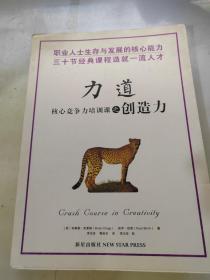 职业人士生存与发展的核心能力
三十节经典课程造就一流人才
力道
核心竞争力培训课之创造力
Crash Course in Creativity
新星出版社 NEW STAR PRESS